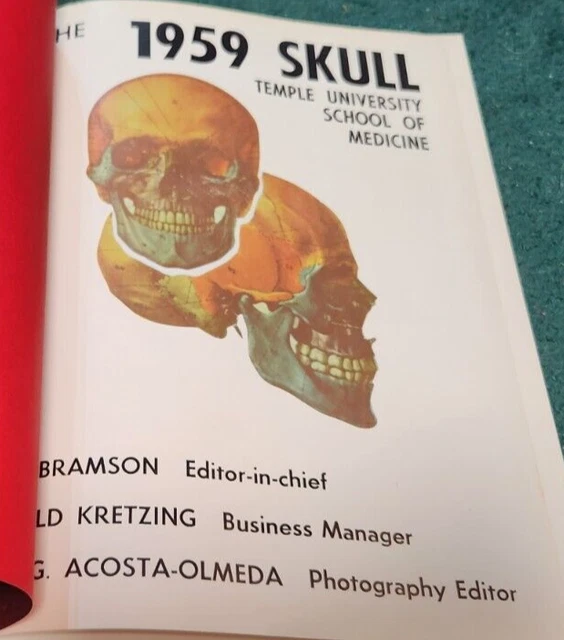 HE 1959 SKULL
TEMPLE UNIVERSITY
SCHOOL OF
MEDICINE
BRAMSON Editor-in-chief
LD KRETZING Business Manager
G. ACOSTA-OLMEDA Photography Editor